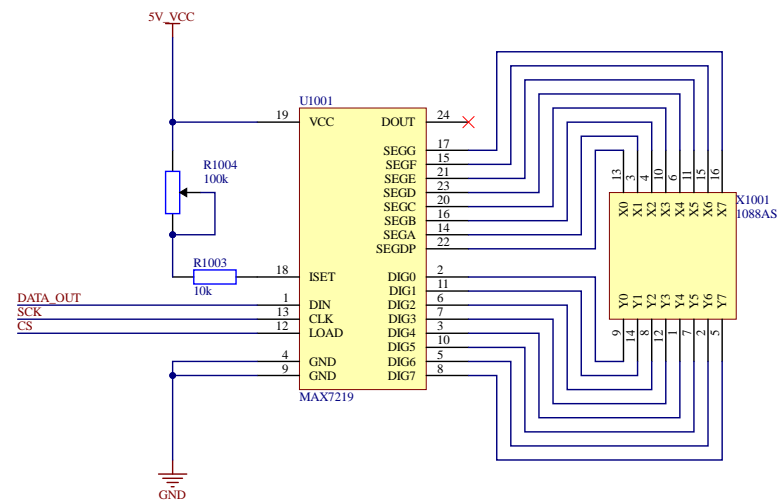 5V_VCC
U1001
19 VCC DOUT 24
SEGG 17
SEGF 15
SEGE 21
SEGD 23
SEGC 20
SEGB 16
SEGA 14
SEGDP 22
R1004
100k
R1003
10k
18 ISET DIG0 2
DIG1 11
DATA_OUT 1 DIN DIG2 6
SCK 13 CLK DIG3 7
CS 12 LOAD DIG4 3
DIG5 10
4 GND DIG6 5
9 GND DIG7 8
MAX7219
GND
13 3 4 10 6 11 15 16
X0 X1 X2 X3 X4 X5 X6 X7
X1001
1088AS
Y0 Y1 Y2 Y3 Y4 Y5 Y6 Y7
9 14 8 12 1 7 2 5